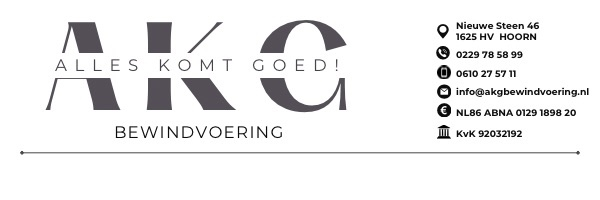 AKG
ALLES KOMT GOED!
BEWINDVOERING
Nieuwe Steen 46
1625 HV HOORN
0229 78 58 99
0610 27 57 11
info@akgbewindvoering.nl
NL86 ABNA 0129 1898 20
KvK 92032192